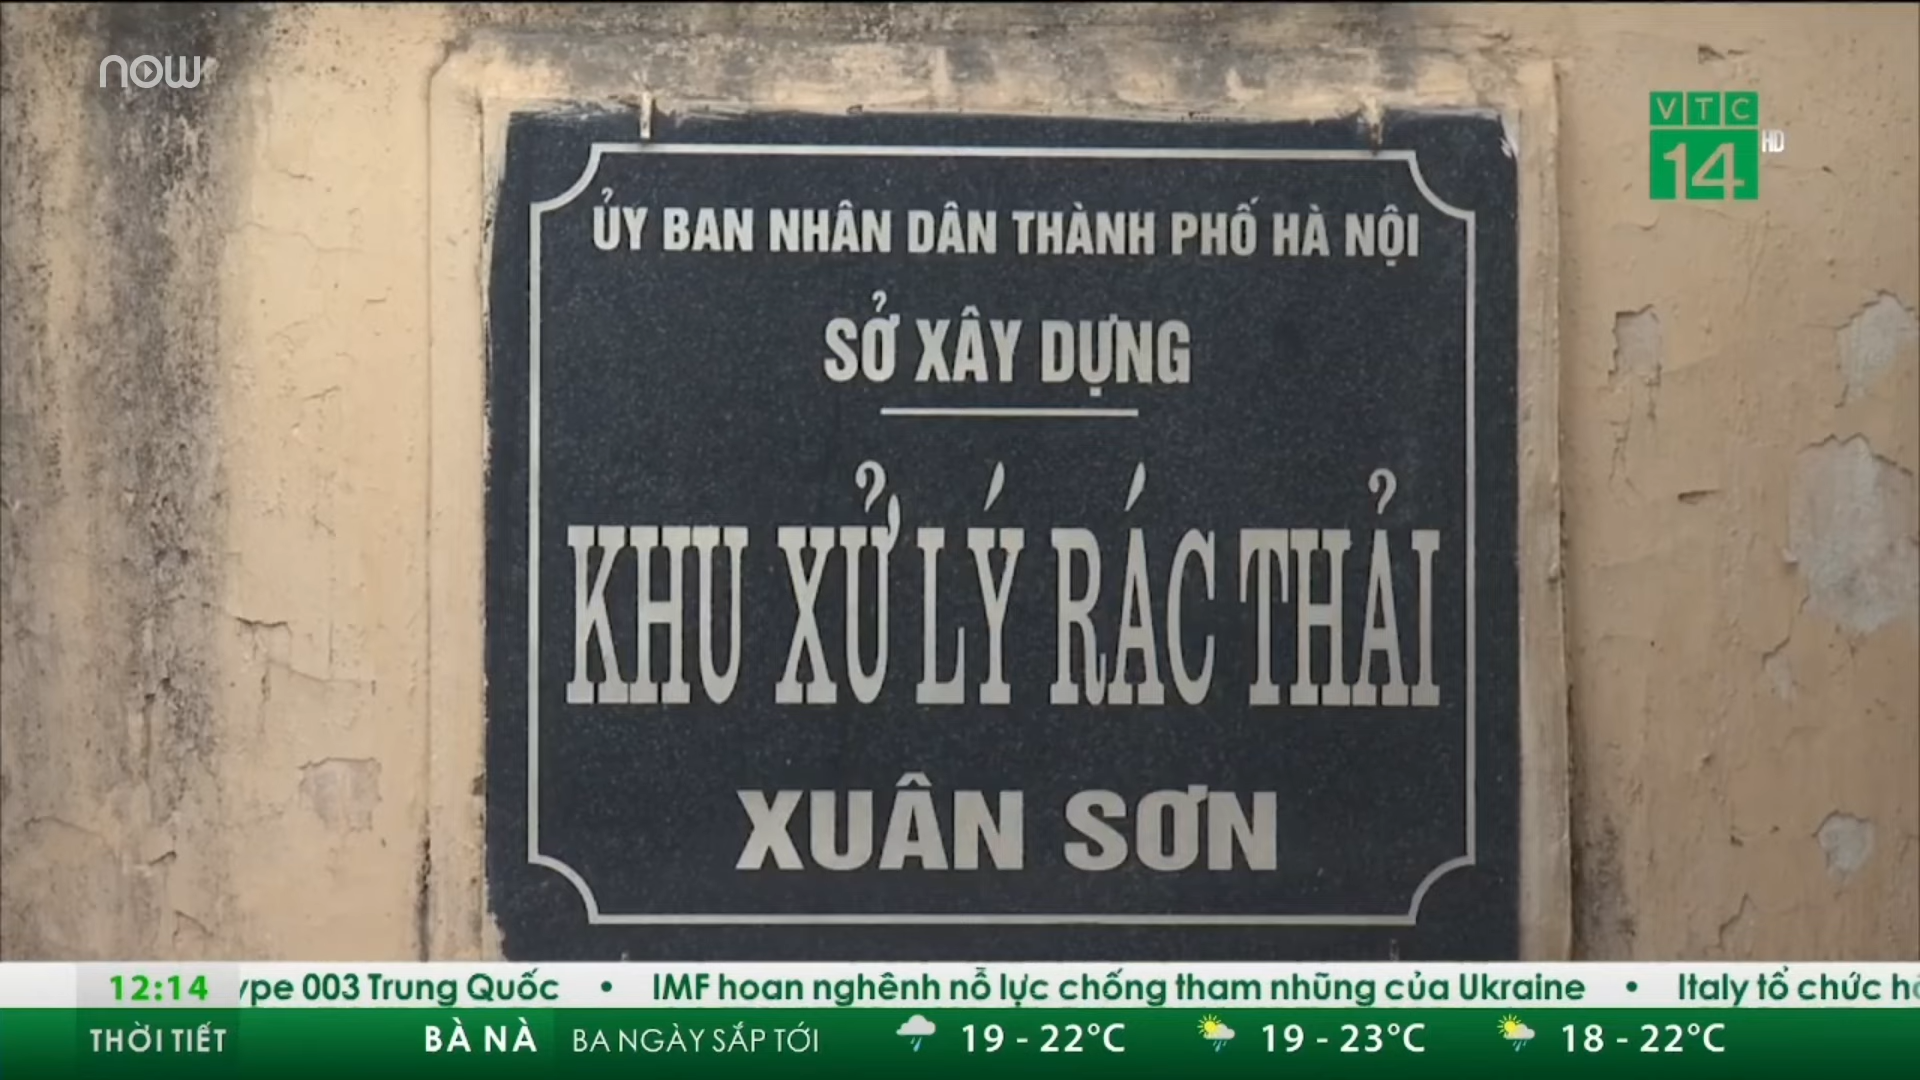 now
VTC
14 HD
ỦY BAN NHÂN DÂN THÀNH PHỐ HÀ NỘI
SỞ XÂY DỰNG
KHU XỬ LÝ RÁC THẢI
XUÂN SƠN
12:14 ype 003 Trung Quốc • IMF hoan nghênh nỗ lực chống tham nhũng của Ukraine • Italy tổ chức
THỜI TIẾT BÀ NÀ BA NGÀY SẮP TỚI 19 - 22°C 19 - 23°C 18 - 22°C